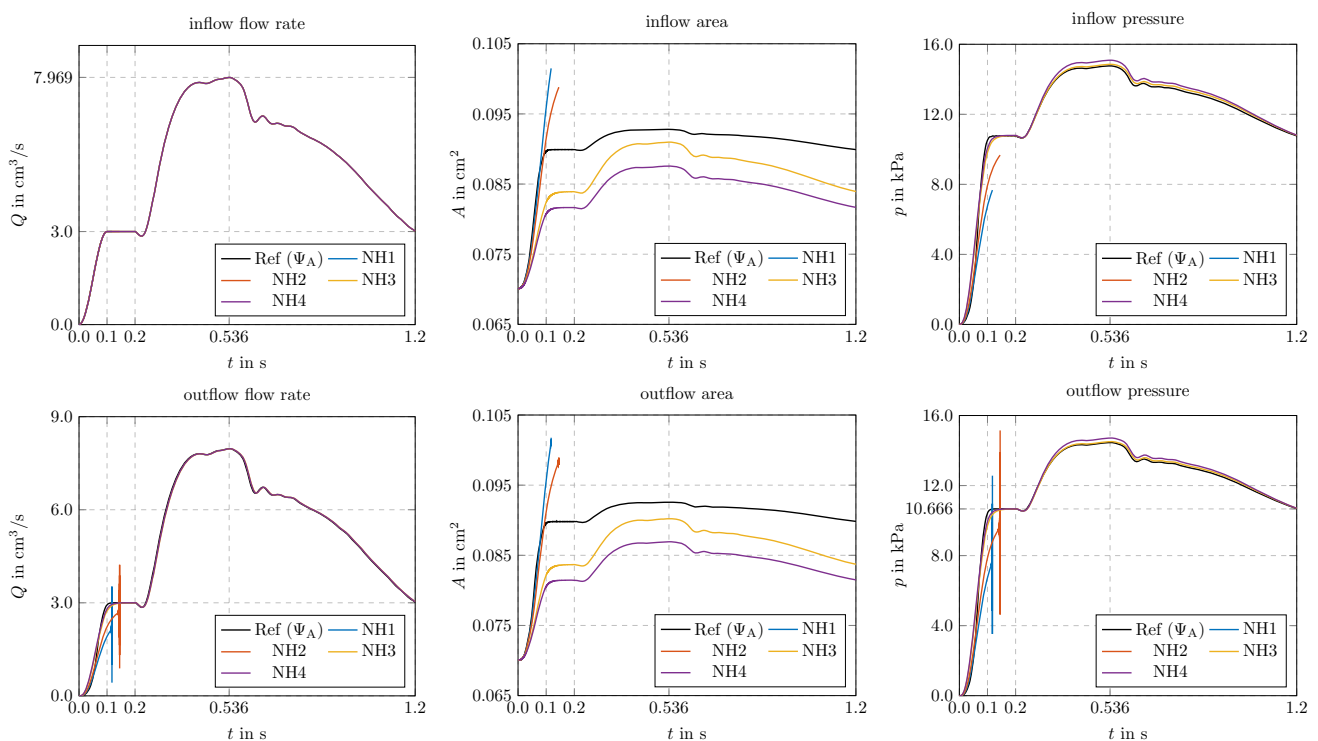 inflow flow rate
7.969
3.0
0.0
Q in cm³/s
0.0 0.1 0.2 0.536 1.2
t in s
Ref (Ψ_A) NH1
NH2 NH3
NH4
inflow area
0.105
0.095
0.085
0.075
0.065
A in cm²
0.0 0.1 0.2 0.536 1.2
t in s
Ref (Ψ_A) NH1
NH2 NH3
NH4
inflow pressure
16.0
12.0
8.0
4.0
0.0
p in kPa
0.0 0.1 0.2 0.536 1.2
t in s
Ref (Ψ_A) NH1
NH2 NH3
NH4
outflow flow rate
9.0
6.0
3.0
0.0
Q in cm³/s
0.0 0.1 0.2 0.536 1.2
t in s
Ref (Ψ_A) NH1
NH2 NH3
NH4
outflow area
0.105
0.095
0.085
0.075
0.065
A in cm²
0.0 0.1 0.2 0.536 1.2
t in s
Ref (Ψ_A) NH1
NH2 NH3
NH4
outflow pressure
16.0
12.0
10.666
8.0
4.0
0.0
p in kPa
0.0 0.1 0.2 0.536 1.2
t in s
Ref (Ψ_A) NH1
NH2 NH3
NH4